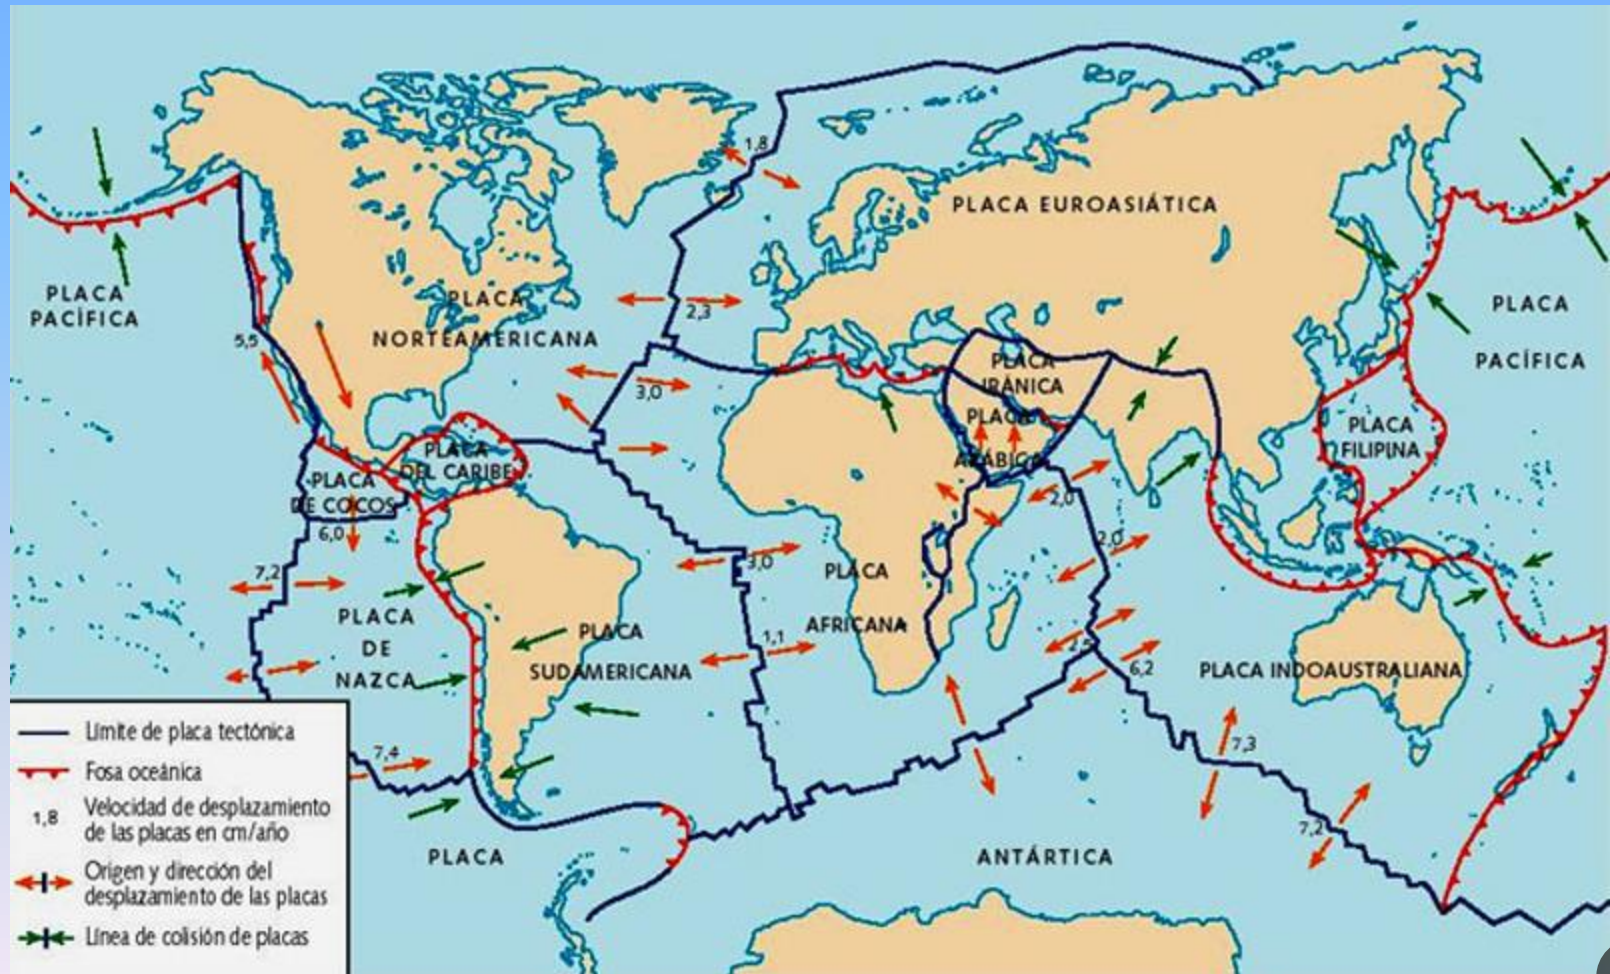 1,8
PLACA EUROASIÁTICA
PLACA
PACÍFICA
PLACA
NORTEAMERICANA
2,3
PLACA
PACÍFICA
5,5
3,0
PLACA
IRÁNICA
PLACA
ARÁBICA
PLACA
FILIPINA
PLACA
DEL CARIBE
PLACA
DE COCOS
6,0
2,0
2,0
7,2
3,0
PLACA
AFRICANA
PLACA
DE
NAZCA
PLACA
SUDAMERICANA
1,1
2,5
6,2
PLACA INDOAUSTRALIANA
7,4
7,3
7,2
PLACA
ANTÁRTICA
Límite de placa tectónica
Fosa oceánica
1,8
Velocidad de desplazamiento
de las placas en cm/año
Origen y dirección del
desplazamiento de las placas
Línea de colisión de placas